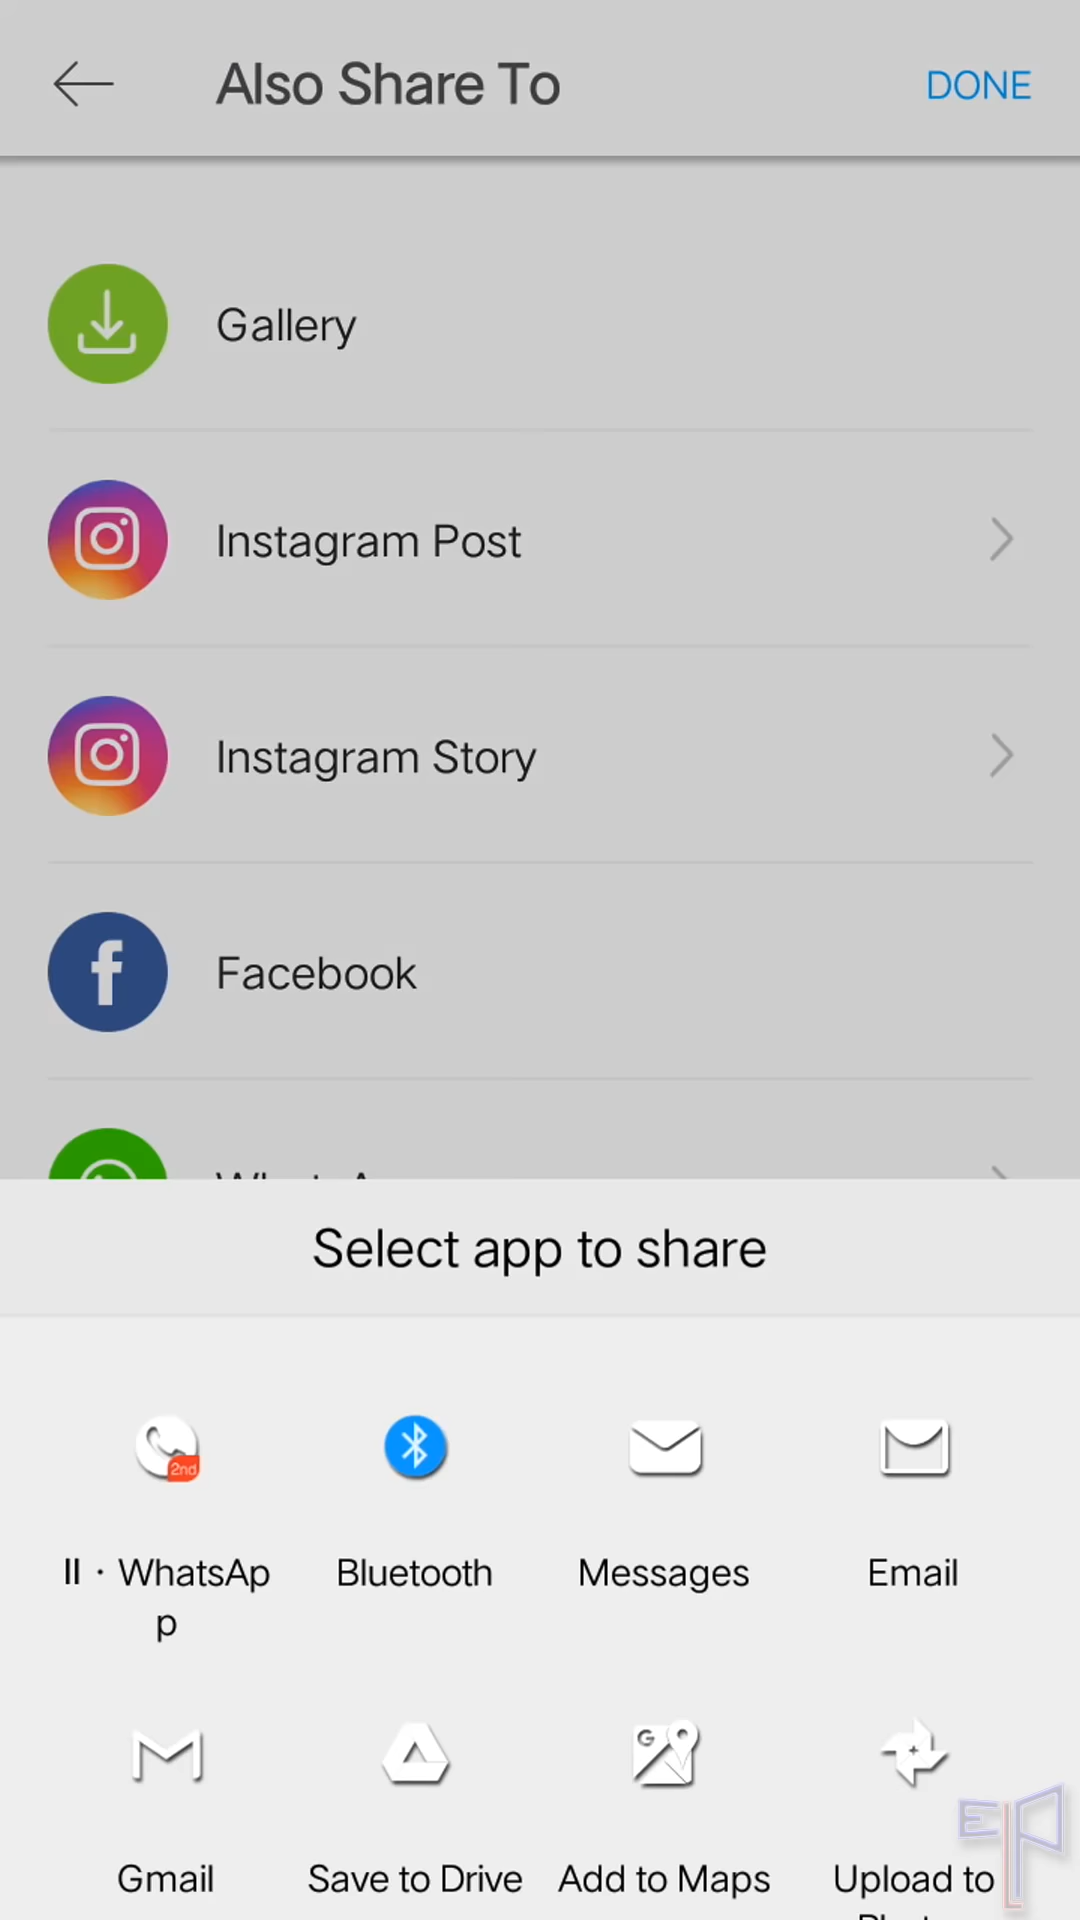 Also Share To
DONE
Gallery
Instagram Post
Instagram Story
Facebook
Select app to share
2nd
II · WhatsAp
p
Bluetooth
Messages
Email
G
Gmail
Save to Drive
Add to Maps
Upload to